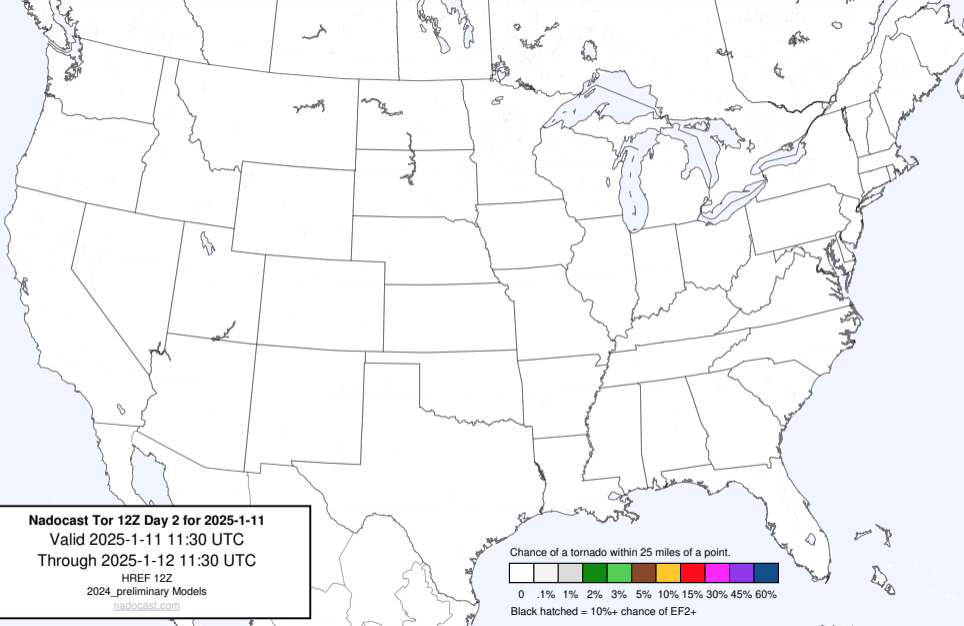 Nadocast Tor 12Z Day 2 for 2025-1-11
Valid 2025-1-11 11:30 UTC
Through 2025-1-12 11:30 UTC
HREF 12Z
2024_preliminary Models
nadocast.com
Chance of a tornado within 25 miles of a point.
0 .1% 1% 2% 3% 5% 10% 15% 30% 45% 60%
Black hatched = 10%+ chance of EF2+